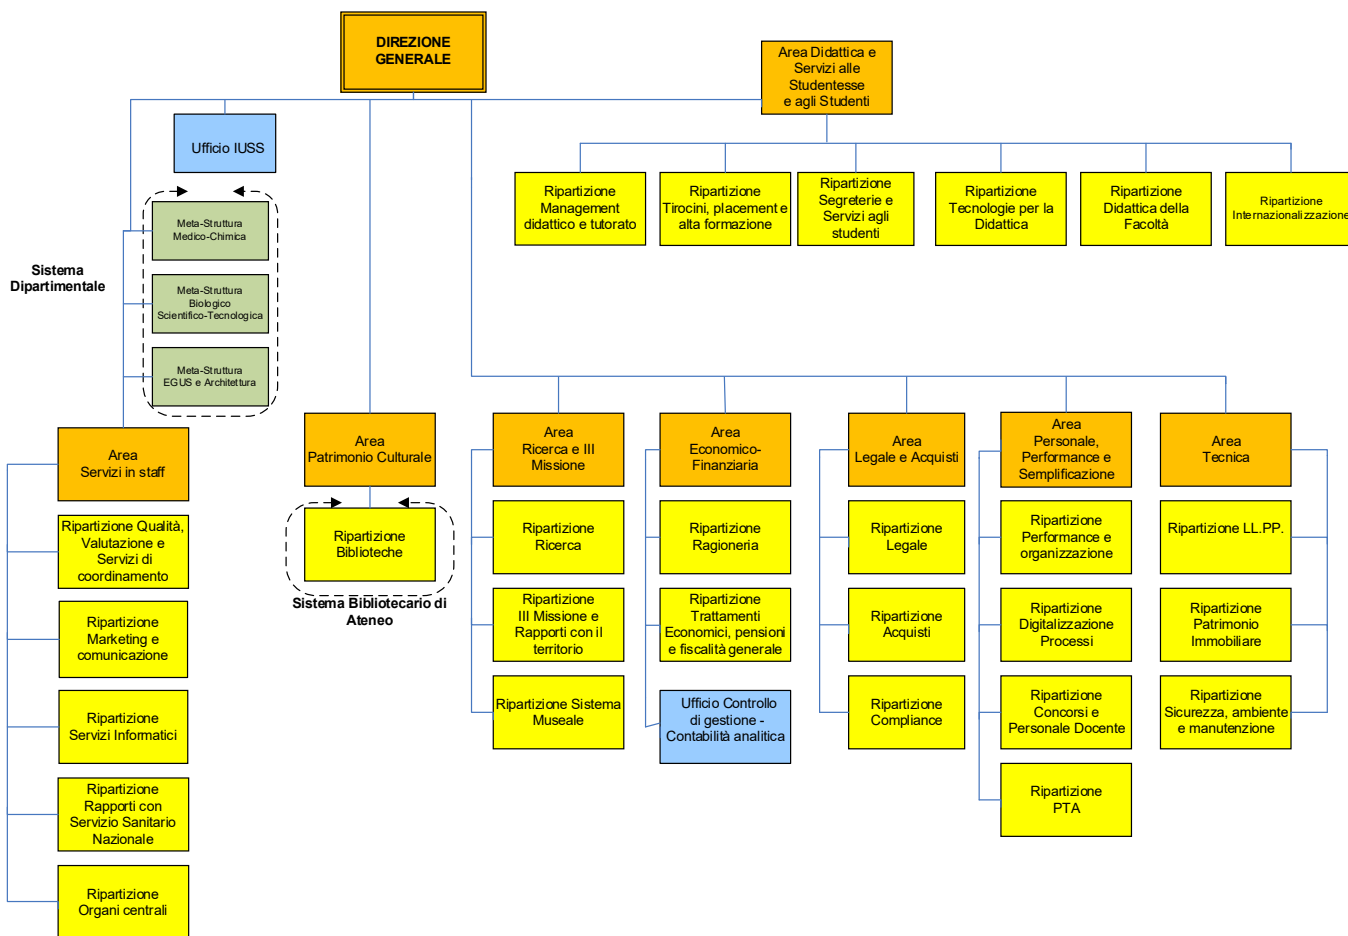 DIREZIONE
GENERALE
Area Didattica e
Servizi alle
Studentesse
e agli Studenti
Ufficio IUSS
Ripartizione
Management
didattico e tutorato
Ripartizione
Tirocini, placement e
alta formazione
Ripartizione
Segreterie e
Servizi agli
studenti
Ripartizione
Tecnologie per la
Didattica
Ripartizione
Didattica della
Facoltà
Ripartizione
Internazionalizzazione
Sistema
Dipartimentale
Meta-Struttura
Medico-Chimica
Meta-Struttura
Biologico
Scientifico-Tecnologica
Meta-Struttura
EGUS e Architettura
Area
Servizi in staff
Ripartizione Qualità,
Valutazione e
Servizi di
coordinamento
Ripartizione
Marketing e
comunicazione
Ripartizione
Servizi Informatici
Ripartizione
Rapporti con
Servizio Sanitario
Nazionale
Ripartizione
Organi centrali
Area
Patrimonio Culturale
Ripartizione
Biblioteche
Sistema Bibliotecario di
Ateneo
Area
Ricerca e III
Missione
Ripartizione
Ricerca
Ripartizione
III Missione e
Rapporti con il
territorio
Ripartizione Sistema
Museale
Area
Economico-
Finanziaria
Ripartizione
Ragioneria
Ripartizione
Trattamenti
Economici, pensioni
e fiscalità generale
Ufficio Controllo
di gestione -
Contabilità analitica
Area
Legale e Acquisti
Ripartizione
Legale
Ripartizione
Acquisti
Ripartizione
Compliance
Area
Personale,
Performance e
Semplificazione
Ripartizione
Performance e
organizzazione
Ripartizione
Digitalizzazione
Processi
Ripartizione
Concorsi e
Personale Docente
Ripartizione
PTA
Area
Tecnica
Ripartizione LL.PP.
Ripartizione
Patrimonio
Immobiliare
Ripartizione
Sicurezza, ambiente
e manutenzione